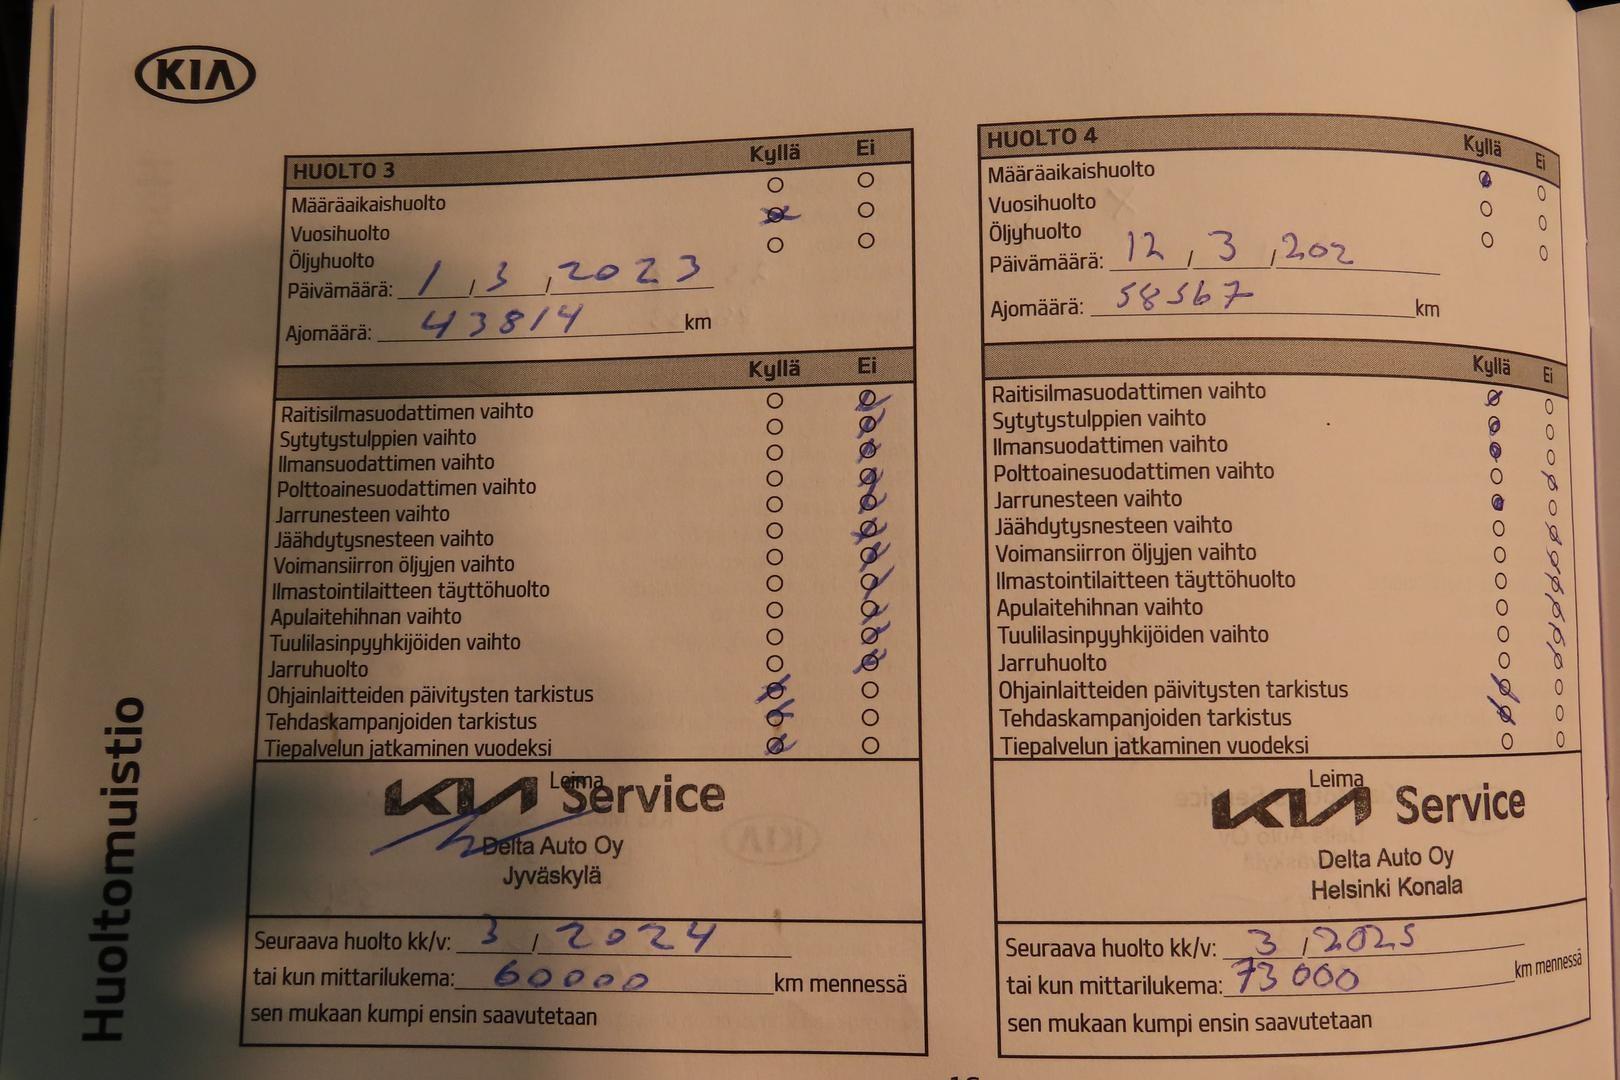 KIA
HUOLTO 3 Kyllä Ei
Määräaikaishuolto
Vuosihuolto
Öljyhuolto
Päivämäärä: 1 / 3 / 2023
Ajomäärä: 43814 km
Kyllä Ei
Raitisilmasuodattimen vaihto
Sytytystulppien vaihto
Ilmansuodattimen vaihto
Polttoainesuodattimen vaihto
Jarrunesteen vaihto
Jäähdytysnesteen vaihto
Voimansiirron öljyjen vaihto
Ilmastointilaitteen täyttöhuolto
Apulaitehihnan vaihto
Tuulilasinpyyhkijöiden vaihto
Jarruhuolto
Ohjainlaitteiden päivitysten tarkistus
Tehdaskampanjoiden tarkistus
Tiepalvelun jatkaminen vuodeksi
Leima
KIA Service
Delta Auto Oy
Jyväskylä
Seuraava huolto kk/v: 3 / 2024
tai kun mittarilukema: 60000 km mennessä
sen mukaan kumpi ensin saavutetaan
HUOLTO 4 Kyllä Ei
Määräaikaishuolto
Vuosihuolto
Öljyhuolto
Päivämäärä: 12 / 3 / 202
Ajomäärä: 58567 km
Kyllä Ei
Raitisilmasuodattimen vaihto
Sytytystulppien vaihto
Ilmansuodattimen vaihto
Polttoainesuodattimen vaihto
Jarrunesteen vaihto
Jäähdytysnesteen vaihto
Voimansiirron öljyjen vaihto
Ilmastointilaitteen täyttöhuolto
Apulaitehihnan vaihto
Tuulilasinpyyhkijöiden vaihto
Jarruhuolto
Ohjainlaitteiden päivitysten tarkistus
Tehdaskampanjoiden tarkistus
Tiepalvelun jatkaminen vuodeksi
Leima
KIA Service
Delta Auto Oy
Helsinki Konala
Seuraava huolto kk/v: 3 / 2025
tai kun mittarilukema: 73000 km mennessä
sen mukaan kumpi ensin saavutetaan
Huoltomuistio